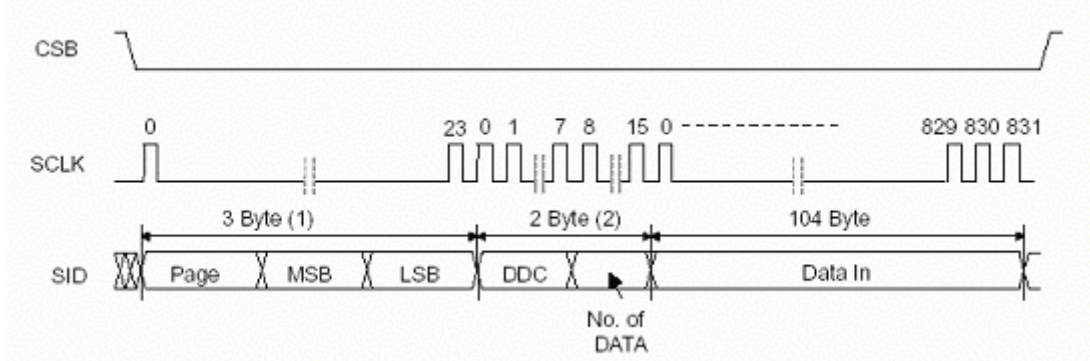 CSB
0 23 0 1 7 8 15 0 829 830 831
SCLK
3 Byte (1) 2 Byte (2) 104 Byte
SID Page MSB LSB DDC Data In
No. of
DATA